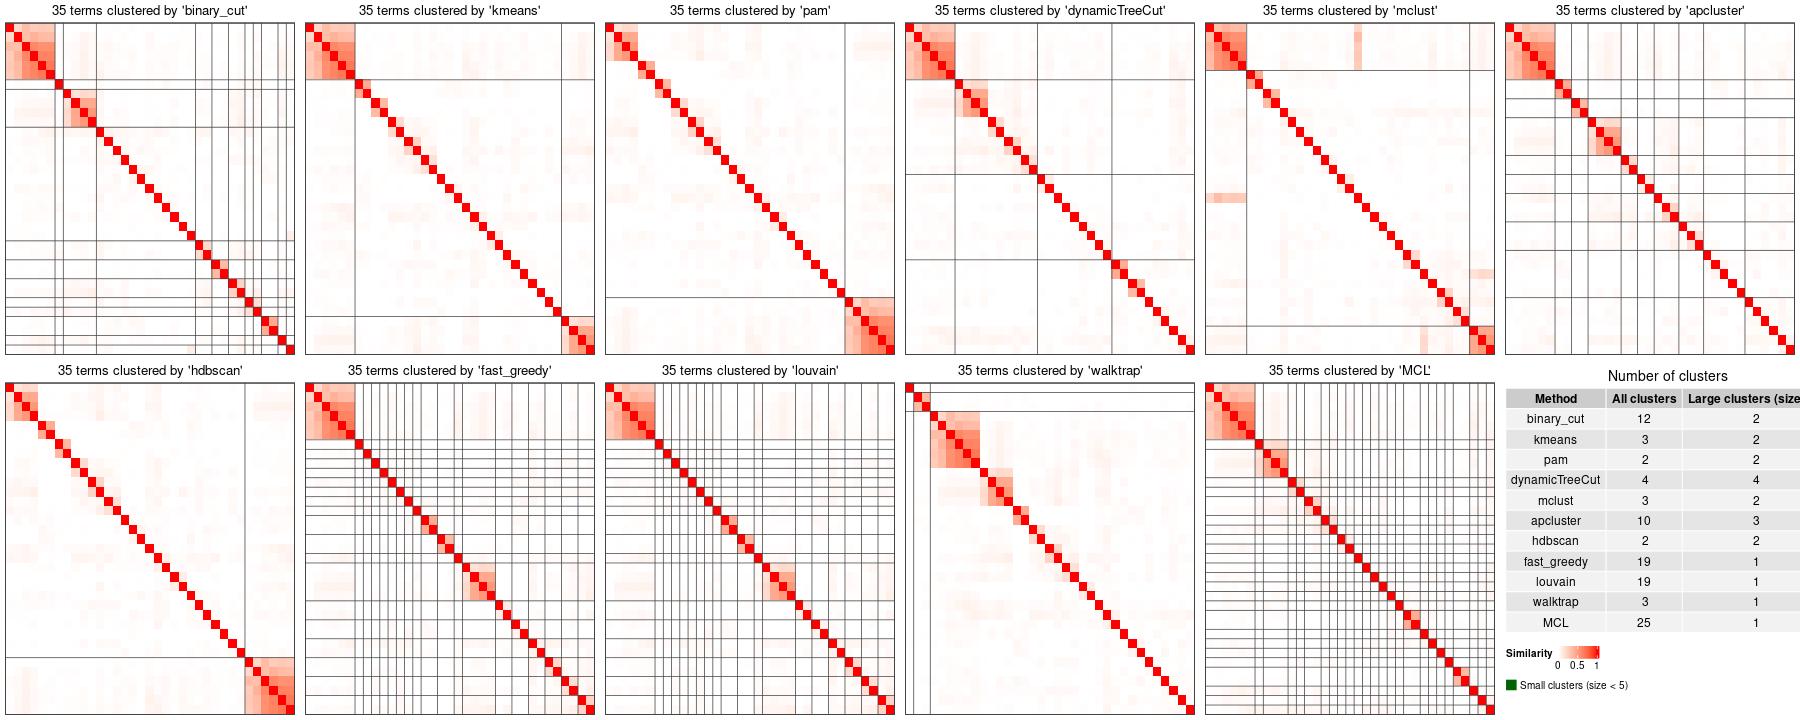 35 terms clustered by 'binary_cut'
35 terms clustered by 'kmeans'
35 terms clustered by 'pam'
35 terms clustered by 'dynamicTreeCut'
35 terms clustered by 'mclust'
35 terms clustered by 'apcluster'
35 terms clustered by 'hdbscan'
35 terms clustered by 'fast_greedy'
35 terms clustered by 'louvain'
35 terms clustered by 'walktrap'
35 terms clustered by 'MCL'
Number of clusters
Method All clusters Large clusters (size
binary_cut 12 2
kmeans 3 2
pam 2 2
dynamicTreeCut 4 4
mclust 3 2
apcluster 10 3
hdbscan 2 2
fast_greedy 19 1
louvain 19 1
walktrap 3 1
MCL 25 1
Similarity
0 0.5 1
Small clusters (size < 5)